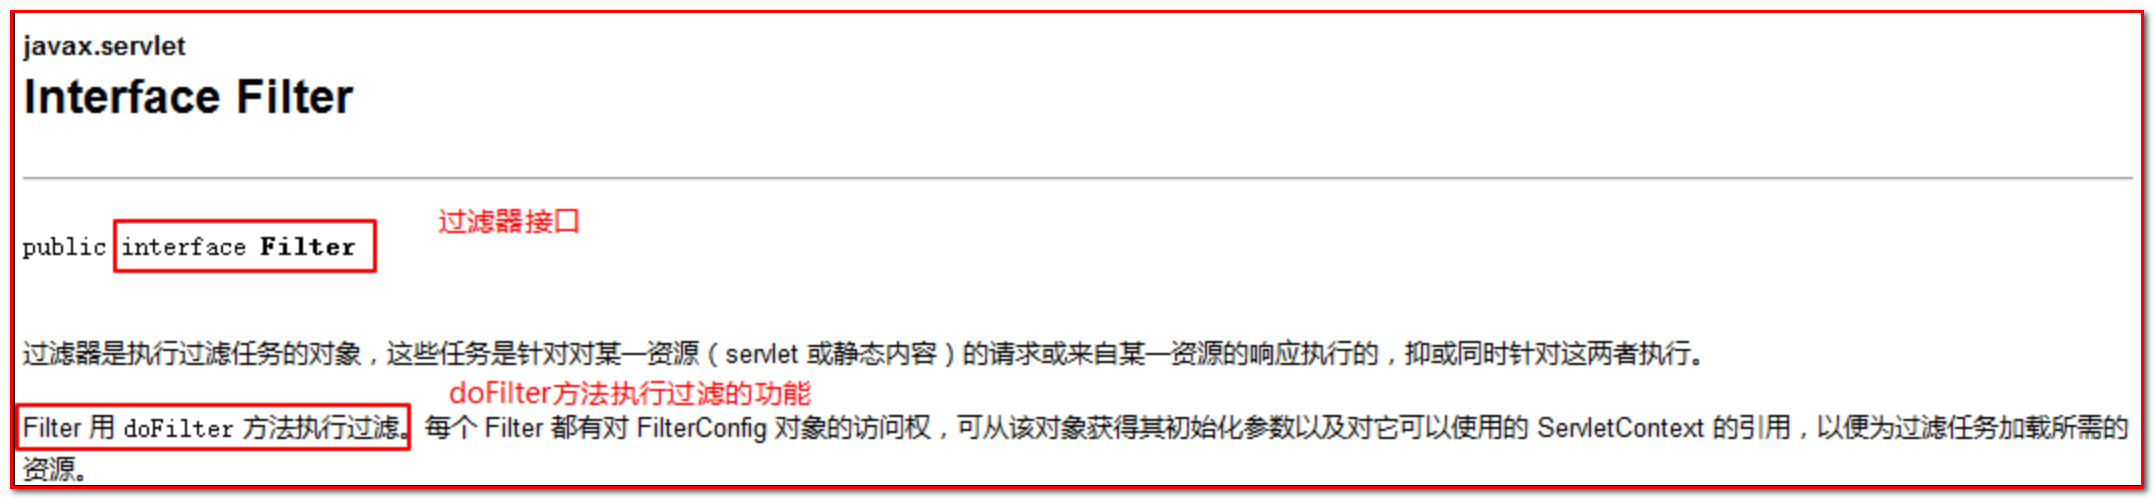 javax.servlet
Interface Filter
过滤器接口
public interface Filter
过滤器是执行过滤任务的对象，这些任务是针对对某一资源（servlet 或静态内容）的请求或来自某一资源的响应执行的，抑或同时针对这两者执行。
doFilter方法执行过滤的功能
Filter 用 doFilter 方法执行过滤。每个 Filter 都有对 FilterConfig 对象的访问权，可从该对象获得其初始化参数以及对它可以使用的 ServletContext 的引用，以便为过滤任务加载所需的
资源。